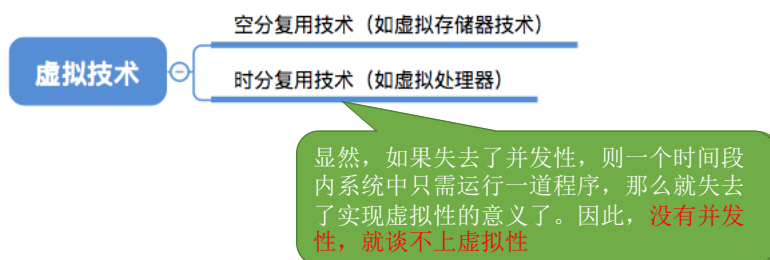 空分复用技术（如虚拟存储器技术）
虚拟技术
时分复用技术（如虚拟处理器）
显然，如果失去了并发性，则一个时间段
内系统中只需运行一道程序，那么就失去
了实现虚拟性的意义了。因此，没有并发
性，就谈不上虚拟性